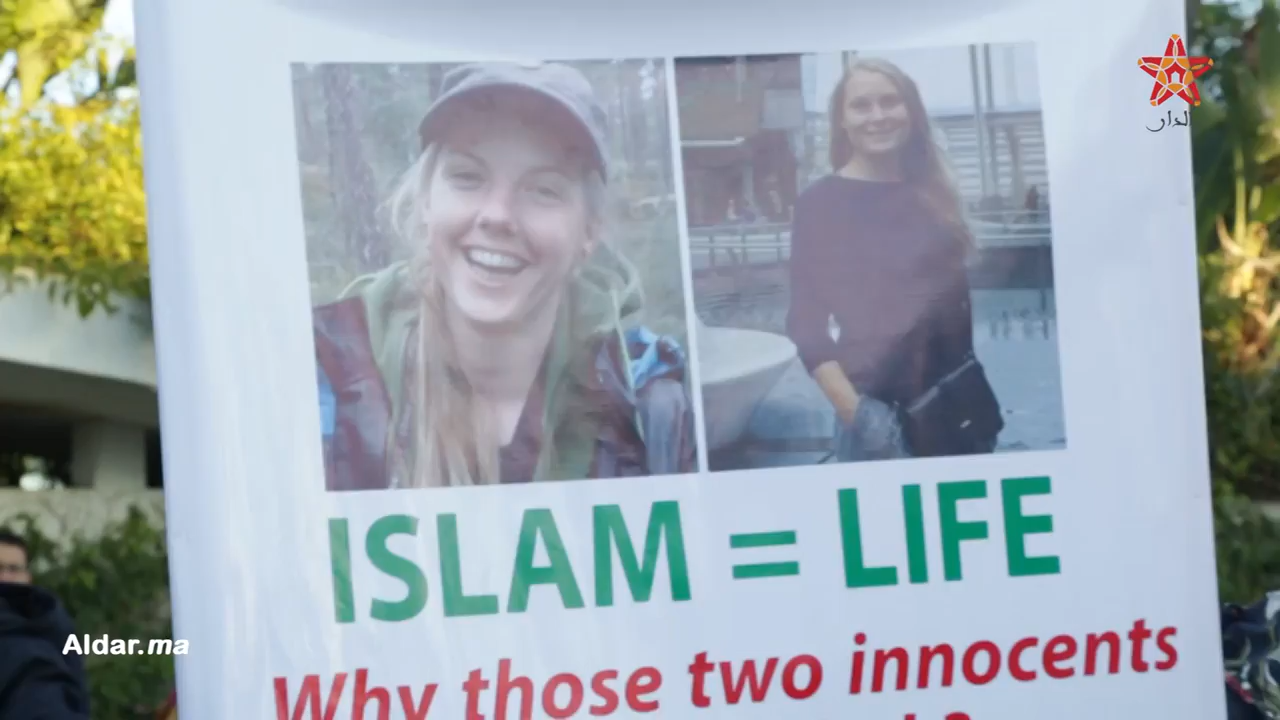 الدار
ISLAM = LIFE
Aldar.ma
Why those two innocents